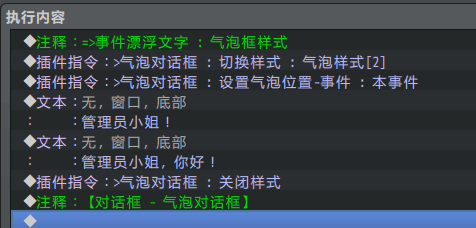 执行内容
◆注释：=>事件漂浮文字 : 气泡框样式
◆插件指令：>气泡对话框 : 切换样式 : 气泡样式[2]
◆插件指令：>气泡对话框 : 设置气泡位置-事件 : 本事件
◆文本：无, 窗口, 底部
：　　：管理员小姐！
◆文本：无, 窗口, 底部
：　　：管理员小姐，你好！
◆插件指令：>气泡对话框 : 关闭样式
◆注释：【对话框 - 气泡对话框】
◆